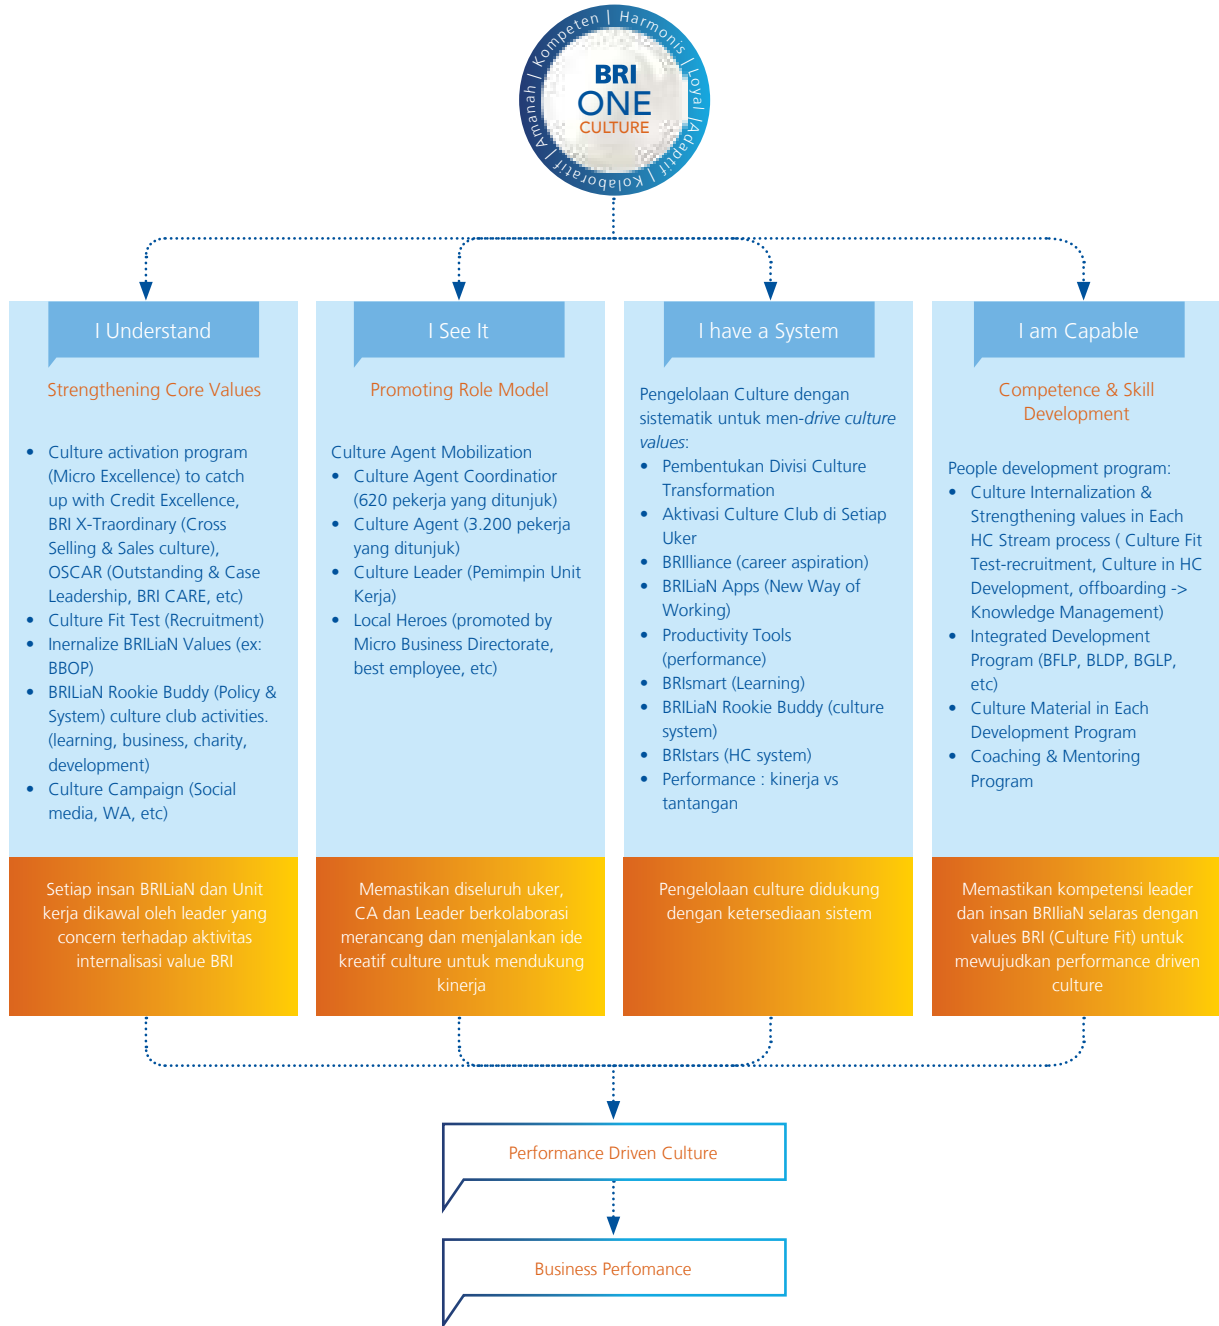 Amanah | Kompeten | Harmonis | Loyal |Adaptif | Kolaboratif |
BRI
ONE
CULTURE
I Understand
Strengthening Core Values
• Culture activation program
(Micro Excellence) to catch
up with Credit Excellence,
BRI X-Traordinary (Cross
Selling & Sales culture),
OSCAR (Outstanding & Case
Leadership, BRI CARE, etc)
• Culture Fit Test (Recruitment)
• Inernalize BRILiaN Values (ex:
BBOP)
• BRILiaN Rookie Buddy (Policy &
System) culture club activities.
(learning, business, charity,
development)
• Culture Campaign (Social
media, WA, etc)
Setiap insan BRILiaN dan Unit
kerja dikawal oleh leader yang
concern terhadap aktivitas
internalisasi value BRI
I See It
Promoting Role Model
Culture Agent Mobilization
• Culture Agent Coordinatior
(620 pekerja yang ditunjuk)
• Culture Agent (3.200 pekerja
yang ditunjuk)
• Culture Leader (Pemimpin Unit
Kerja)
• Local Heroes (promoted by
Micro Business Directorate,
best employee, etc)
Memastikan diseluruh uker,
CA dan Leader berkolaborasi
merancang dan menjalankan ide
kreatif culture untuk mendukung
kinerja
I have a System
Pengelolaan Culture dengan
sistematik untuk men-drive culture
values:
• Pembentukan Divisi Culture
Transformation
• Aktivasi Culture Club di Setiap
Uker
• BRIlliance (career aspiration)
• BRILiaN Apps (New Way of
Working)
• Productivity Tools
(performance)
• BRIsmart (Learning)
• BRILiaN Rookie Buddy (culture
system)
• BRIstars (HC system)
• Performance : kinerja vs
tantangan
Pengelolaan culture didukung
dengan ketersediaan sistem
I am Capable
Competence & Skill
Development
People development program:
• Culture Internalization &
Strengthening values in Each
HC Stream process ( Culture Fit
Test-recruitment, Culture in HC
Development, offboarding ->
Knowledge Management)
• Integrated Development
Program (BFLP, BLDP, BGLP,
etc)
• Culture Material in Each
Development Program
• Coaching & Mentoring
Program
Memastikan kompetensi leader
dan insan BRIliaN selaras dengan
values BRI (Culture Fit) untuk
mewujudkan performance driven
culture
Performance Driven Culture
Business Perfomance